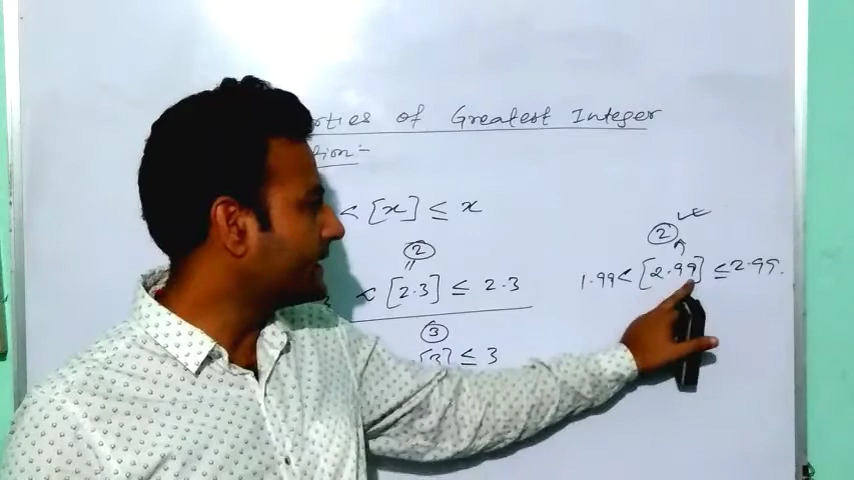 rties of Greatest Integer
tion :-
< [x] ≤ x
2
2
< [2.3] ≤ 2.3
1.99 < [2.99] ≤ 2.99.
3
[3] ≤ 3